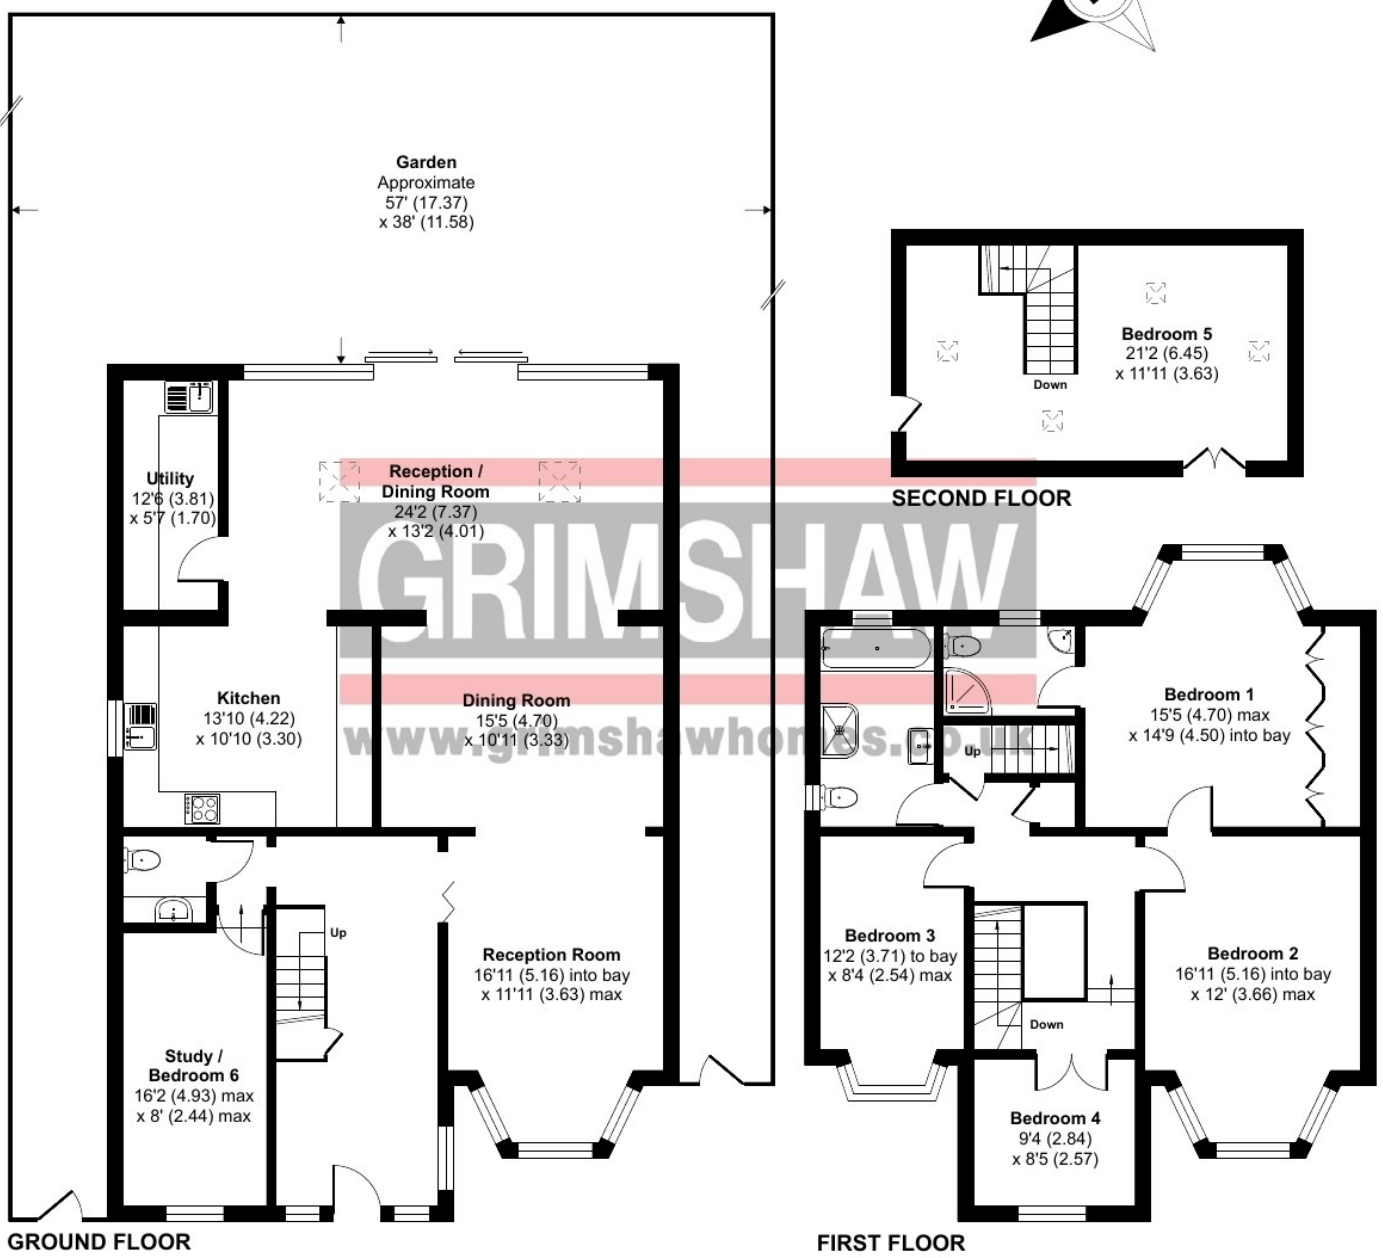 Garden
Approximate
57' (17.37)
x 38' (11.58)
Utility
12'6 (3.81)
x 5'7 (1.70)
Reception /
Dining Room
24'2 (7.37)
x 13'2 (4.01)
Kitchen
13'10 (4.22)
x 10'10 (3.30)
Dining Room
15'5 (4.70)
x 10'11 (3.33)
Up
Reception Room
16'11 (5.16) into bay
x 11'11 (3.63) max
Study /
Bedroom 6
16'2 (4.93) max
x 8' (2.44) max
GROUND FLOOR
Bedroom 5
21'2 (6.45)
x 11'11 (3.63)
Down
SECOND FLOOR
GRIMSHAW
www.grimshawhomes.co.uk
Bedroom 1
15'5 (4.70) max
x 14'9 (4.50) into bay
Up
Bedroom 3
12'2 (3.71) to bay
x 8'4 (2.54) max
Bedroom 2
16'11 (5.16) into bay
x 12' (3.66) max
Down
Bedroom 4
9'4 (2.84)
x 8'5 (2.57)
FIRST FLOOR